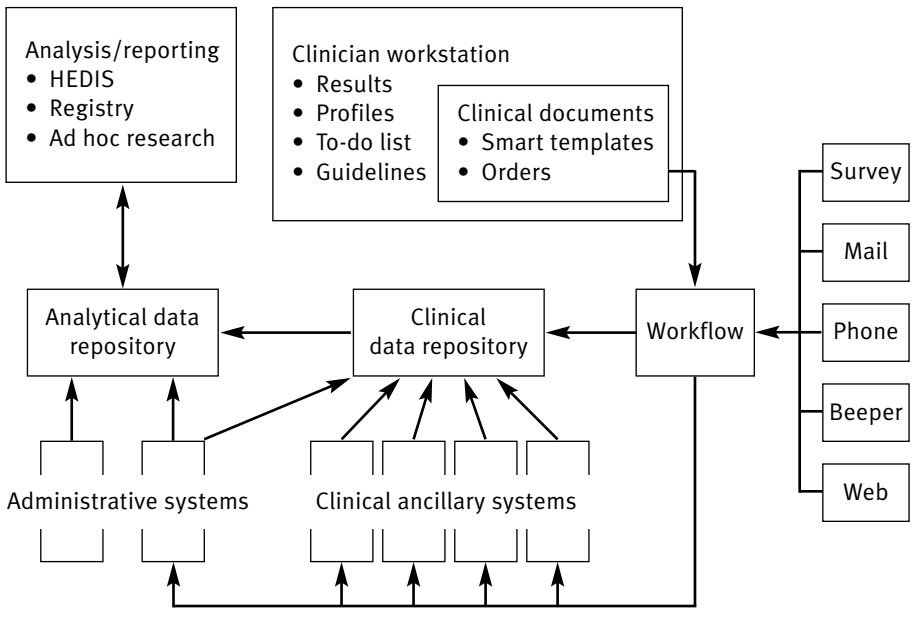 Analysis/reporting
• HEDIS
• Registry
• Ad hoc research
Clinician workstation
• Results
• Profiles
• To-do list
• Guidelines
Clinical documents
• Smart templates
• Orders
Survey
Mail
Phone
Beeper
Web
Analytical data
repository
Clinical
data repository
Workflow
Administrative systems
Clinical ancillary systems